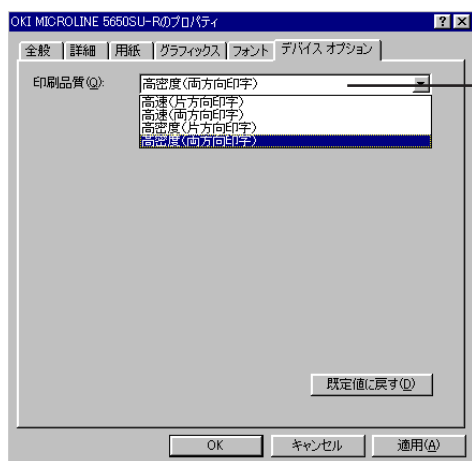 OKI MICROLINE 5650SU-Rのプロパティ
全般 詳細 用紙 グラフィックス フォント デバイス オプション
印刷品質(Q): 高密度(両方向印字)
高速(片方向印字)
高速(両方向印字)
高密度(片方向印字)
高密度(両方向印字)
既定値に戻す(D)
OK キャンセル 適用(A)